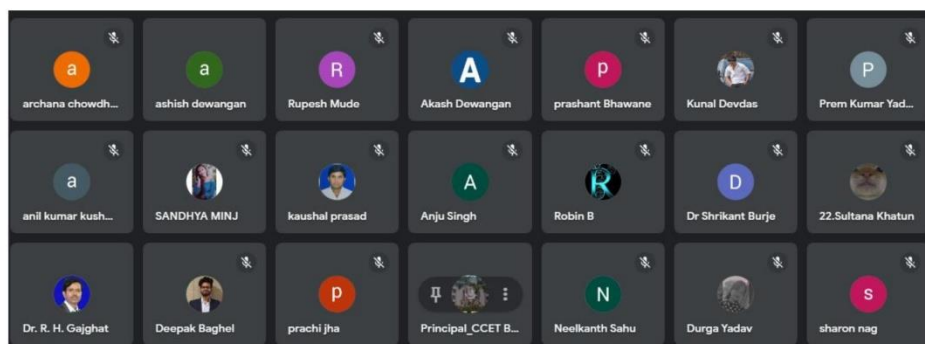 a
archana chowdh...
a
ashish dewangan
R
Rupesh Mude
A
Akash Dewangan
p
prashant Bhawane
Kunal Devdas
P
Prem Kumar Yad...
a
anil kumar kush...
SANDHYA MINJ
kaushal prasad
A
Anju Singh
R
Robin B
D
Dr Shrikant Burje
22.Sultana Khatun
Dr. R. H. Gajghat
Deepak Baghel
p
prachi jha
Principal_CCET B...
N
Neelkanth Sahu
Durga Yadav
s
sharon nag